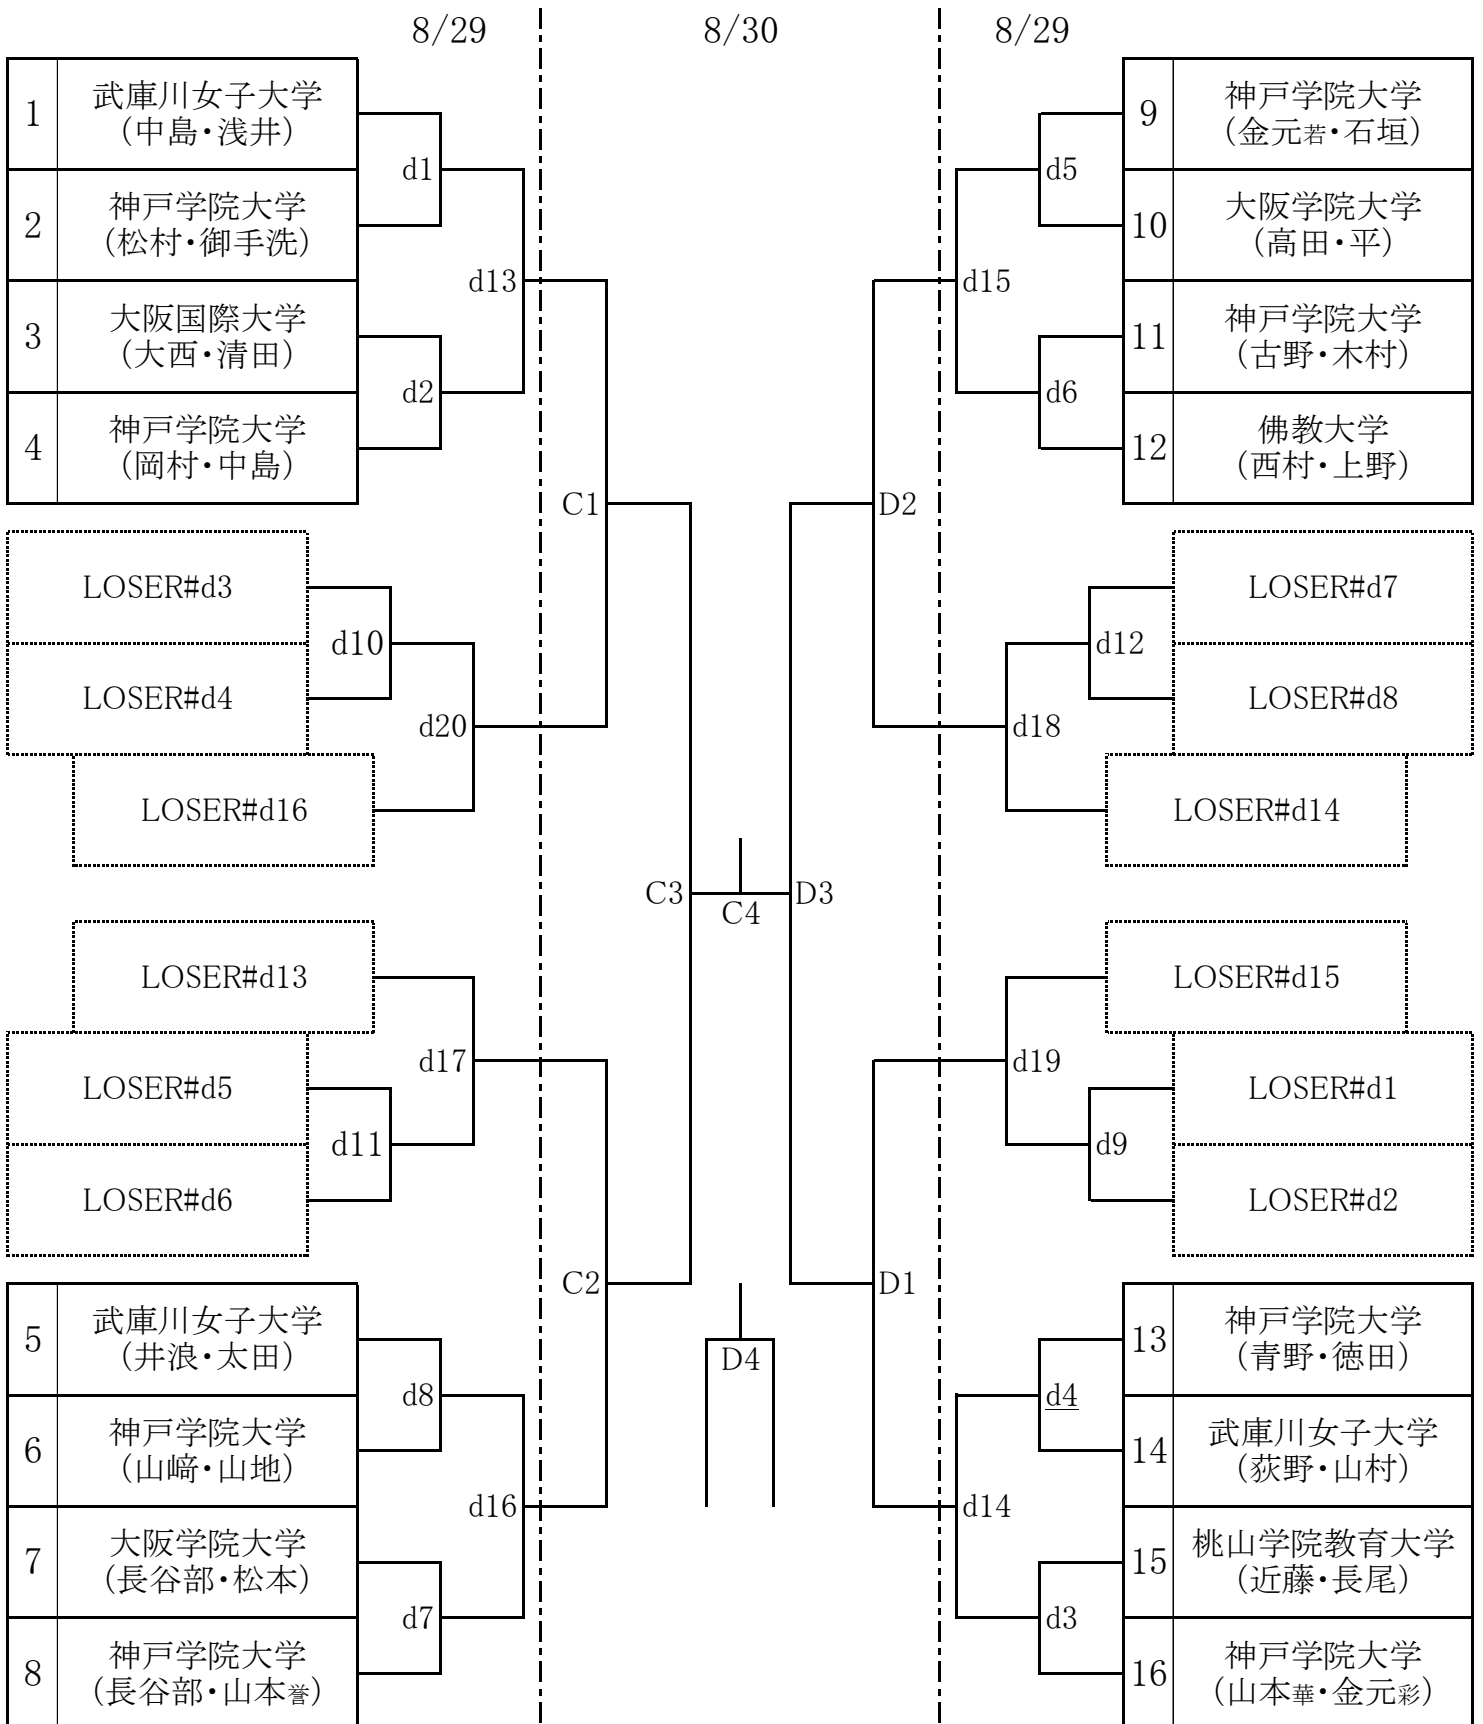 8/29
8/30
8/29
1
武庫川女子大学
(中島・浅井)
d1
2
神戸学院大学
(松村・御手洗)
d13
3
大阪国際大学
(大西・清田)
d2
4
神戸学院大学
(岡村・中島)
9
神戸学院大学
(金元若・石垣)
d5
10
大阪学院大学
(高田・平)
d15
11
神戸学院大学
(古野・木村)
d6
12
佛教大学
(西村・上野)
C1
D2
LOSER#d3
d10
LOSER#d4
d20
LOSER#d16
LOSER#d7
d12
LOSER#d8
d18
LOSER#d14
C3
C4
D3
LOSER#d13
d17
LOSER#d5
d11
LOSER#d6
LOSER#d15
d19
LOSER#d1
d9
LOSER#d2
C2
D1
D4
5
武庫川女子大学
(井浪・太田)
d8
6
神戸学院大学
(山﨑・山地)
d16
7
大阪学院大学
(長谷部・松本)
d7
8
神戸学院大学
(長谷部・山本誉)
13
神戸学院大学
(青野・徳田)
d4
14
武庫川女子大学
(荻野・山村)
d14
15
桃山学院教育大学
(近藤・長尾)
d3
16
神戸学院大学
(山本華・金元彩)